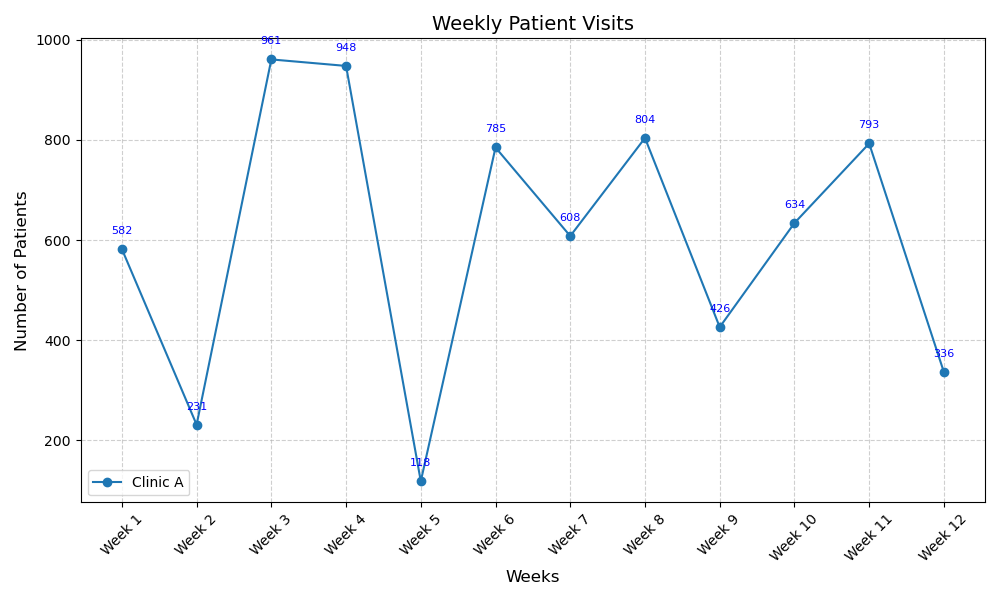 Weekly Patient Visits
Number of Patients
1000
800
600
400
200
582
231
961
948
118
785
608
804
426
634
793
336
Clinic A
Week 1
Week 2
Week 3
Week 4
Week 5
Week 6
Week 7
Week 8
Week 9
Week 10
Week 11
Week 12
Weeks